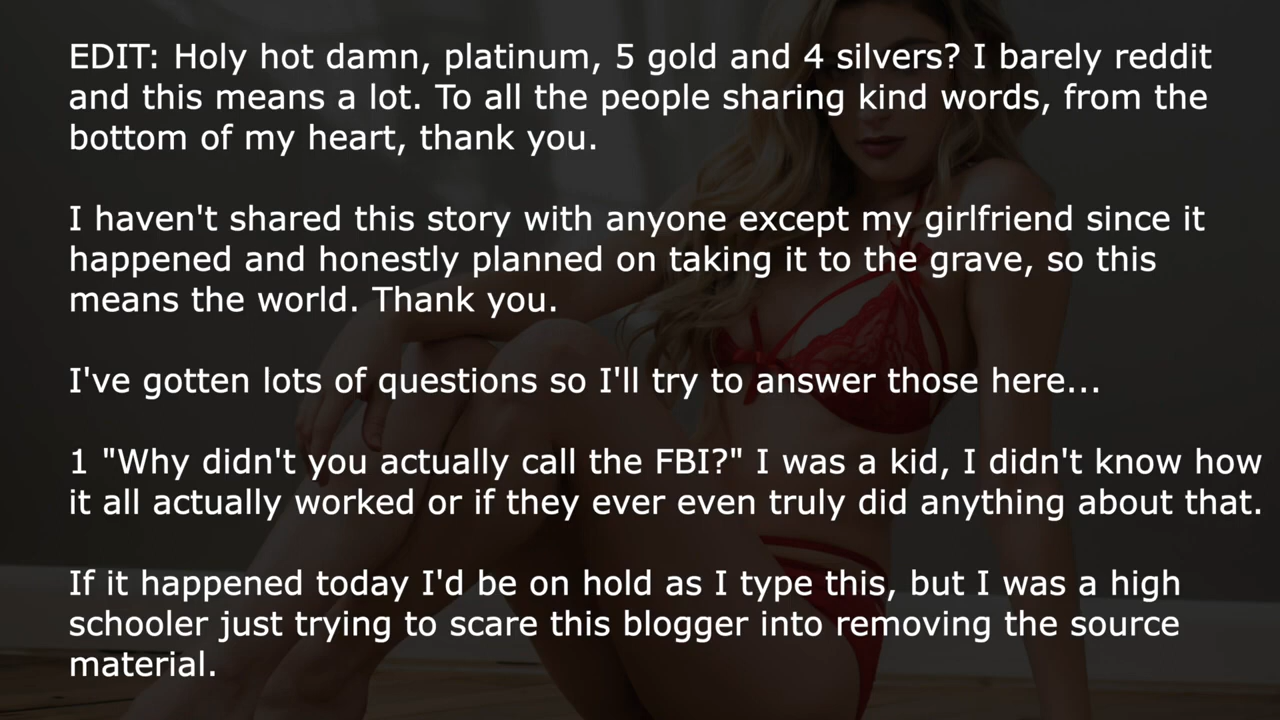 EDIT: Holy hot damn, platinum, 5 gold and 4 silvers? I barely reddit
and this means a lot. To all the people sharing kind words, from the
bottom of my heart, thank you.
I haven't shared this story with anyone except my girlfriend since it
happened and honestly planned on taking it to the grave, so this
means the world. Thank you.
I've gotten lots of questions so I'll try to answer those here...
1 "Why didn't you actually call the FBI?" I was a kid, I didn't know how
it all actually worked or if they ever even truly did anything about that.
If it happened today I'd be on hold as I type this, but I was a high
schooler just trying to scare this blogger into removing the source
material.